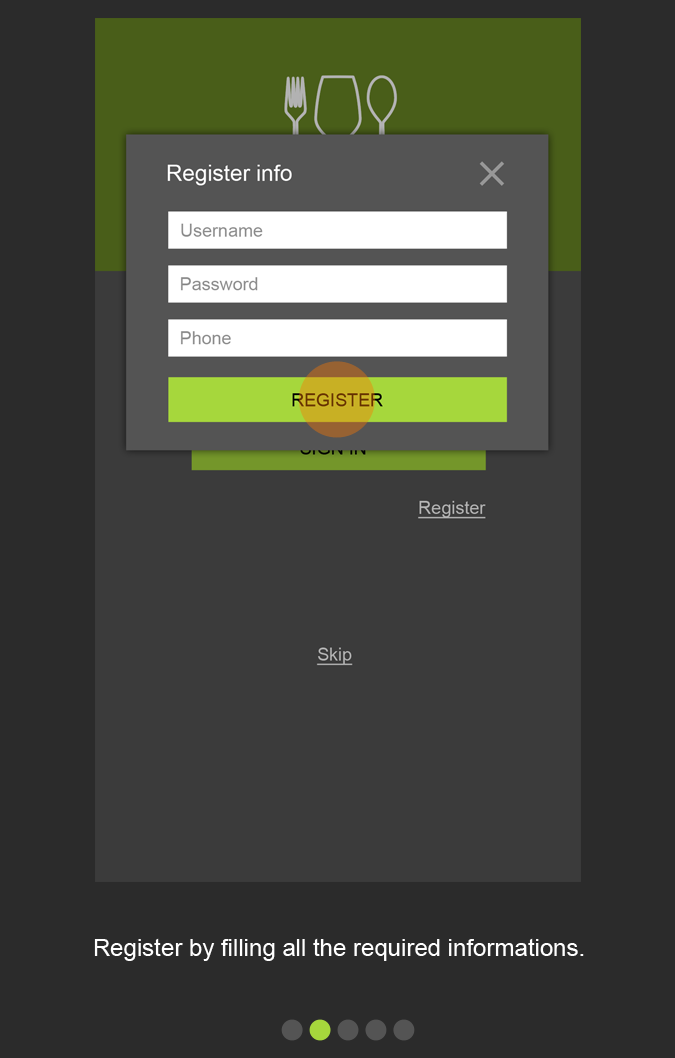 Register info
Username
Password
Phone
REGISTER
SIGN IN
Register
Skip
Register by filling all the required informations.